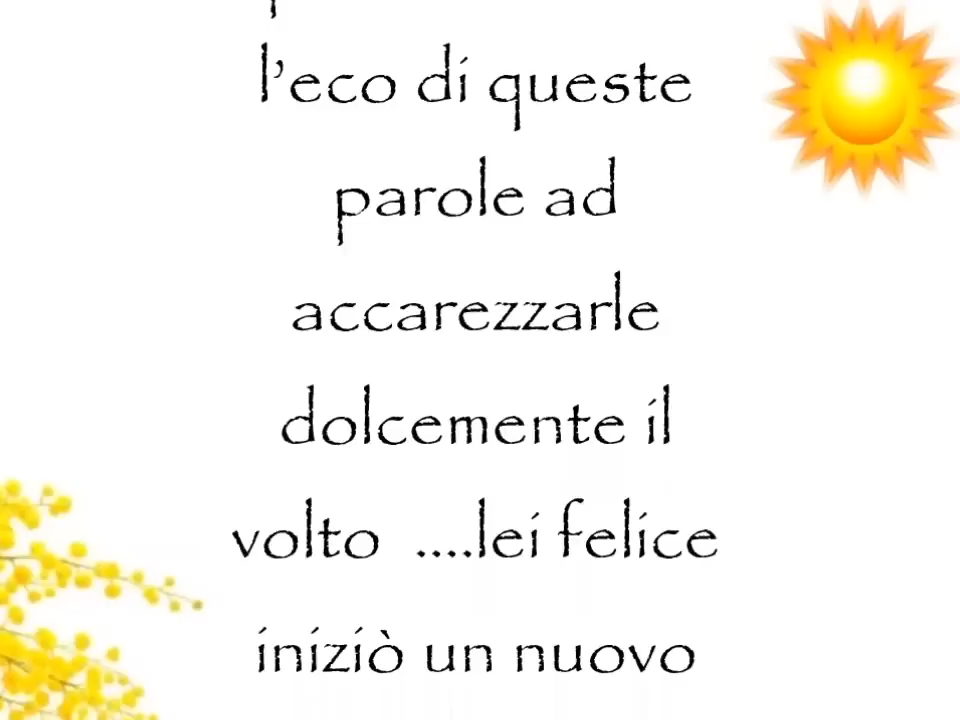 l'eco di queste
parole ad
accarezzarle
dolcemente il
volto ....lei felice
iniziò un nuovo